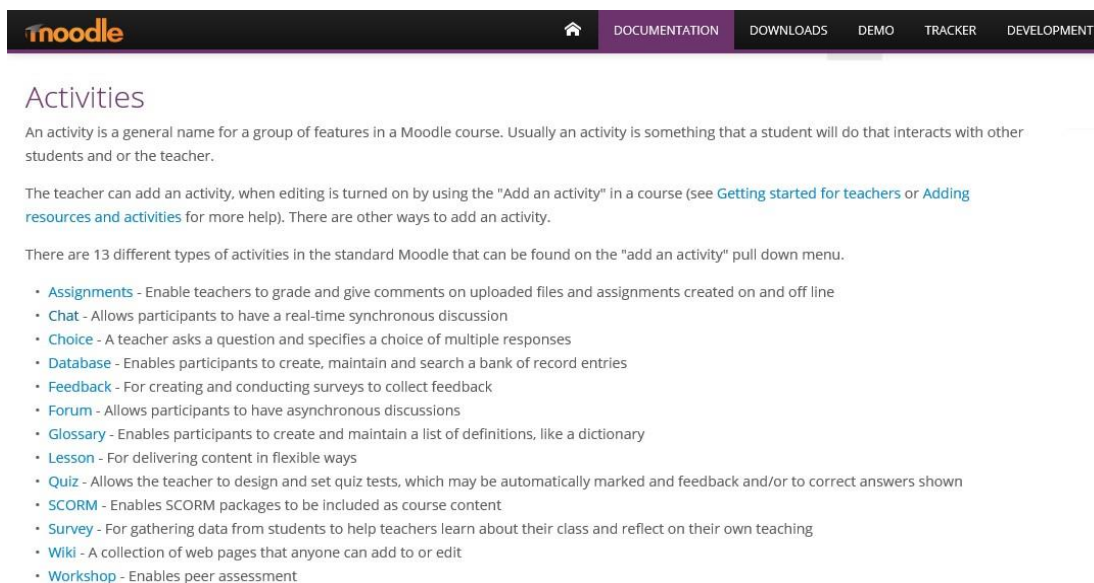 moodle
DOCUMENTATION DOWNLOADS DEMO TRACKER DEVELOPMENT
Activities
An activity is a general name for a group of features in a Moodle course. Usually an activity is something that a student will do that interacts with other
students and or the teacher.
The teacher can add an activity, when editing is turned on by using the "Add an activity" in a course (see Getting started for teachers or Adding
resources and activities for more help). There are other ways to add an activity.
There are 13 different types of activities in the standard Moodle that can be found on the "add an activity" pull down menu.
• Assignments - Enable teachers to grade and give comments on uploaded files and assignments created on and off line
• Chat - Allows participants to have a real-time synchronous discussion
• Choice - A teacher asks a question and specifies a choice of multiple responses
• Database - Enables participants to create, maintain and search a bank of record entries
• Feedback - For creating and conducting surveys to collect feedback
• Forum - Allows participants to have asynchronous discussions
• Glossary - Enables participants to create and maintain a list of definitions, like a dictionary
• Lesson - For delivering content in flexible ways
• Quiz - Allows the teacher to design and set quiz tests, which may be automatically marked and feedback and/or to correct answers shown
• SCORM - Enables SCORM packages to be included as course content
• Survey - For gathering data from students to help teachers learn about their class and reflect on their own teaching
• Wiki - A collection of web pages that anyone can add to or edit
• Workshop - Enables peer assessment